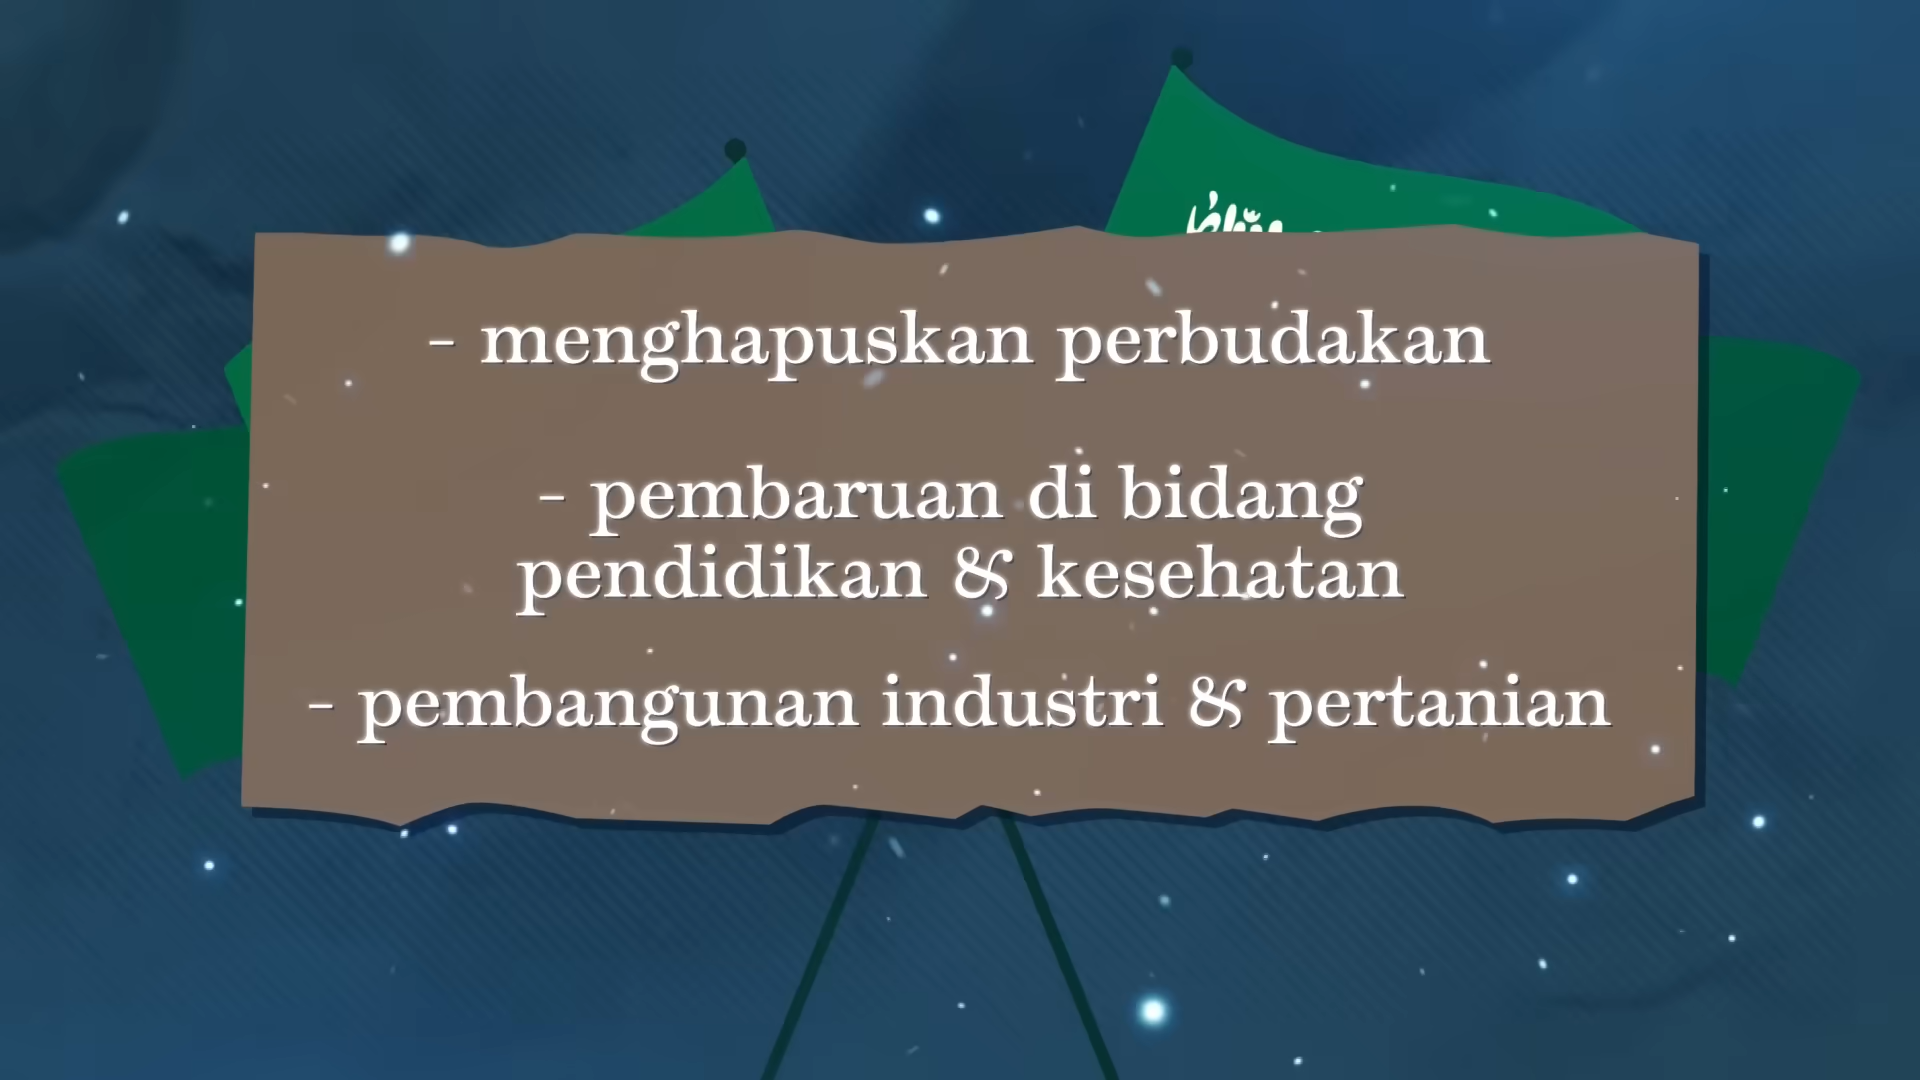 - menghapuskan perbudakan
- pembaruan di bidang
pendidikan & kesehatan
- pembangunan industri & pertanian